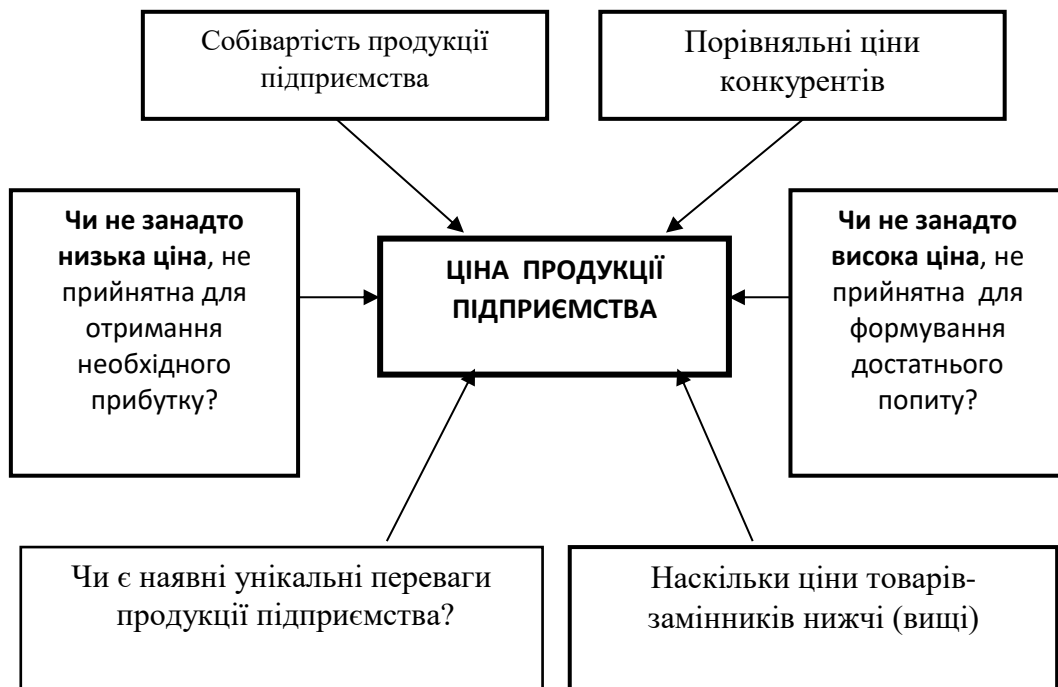 Собівартість продукції
підприємства
Порівняльні ціни
конкурентів
Чи не занадто
низька ціна, не
прийнятна для
отримання
необхідного
прибутку?
ЦІНА ПРОДУКЦІЇ
ПІДПРИЄМСТВА
Чи не занадто
висока ціна, не
прийнятна для
формування
достатнього
попиту?
Чи є наявні унікальні переваги
продукції підприємства?
Наскільки ціни товарів-
замінників нижчі (вищі)